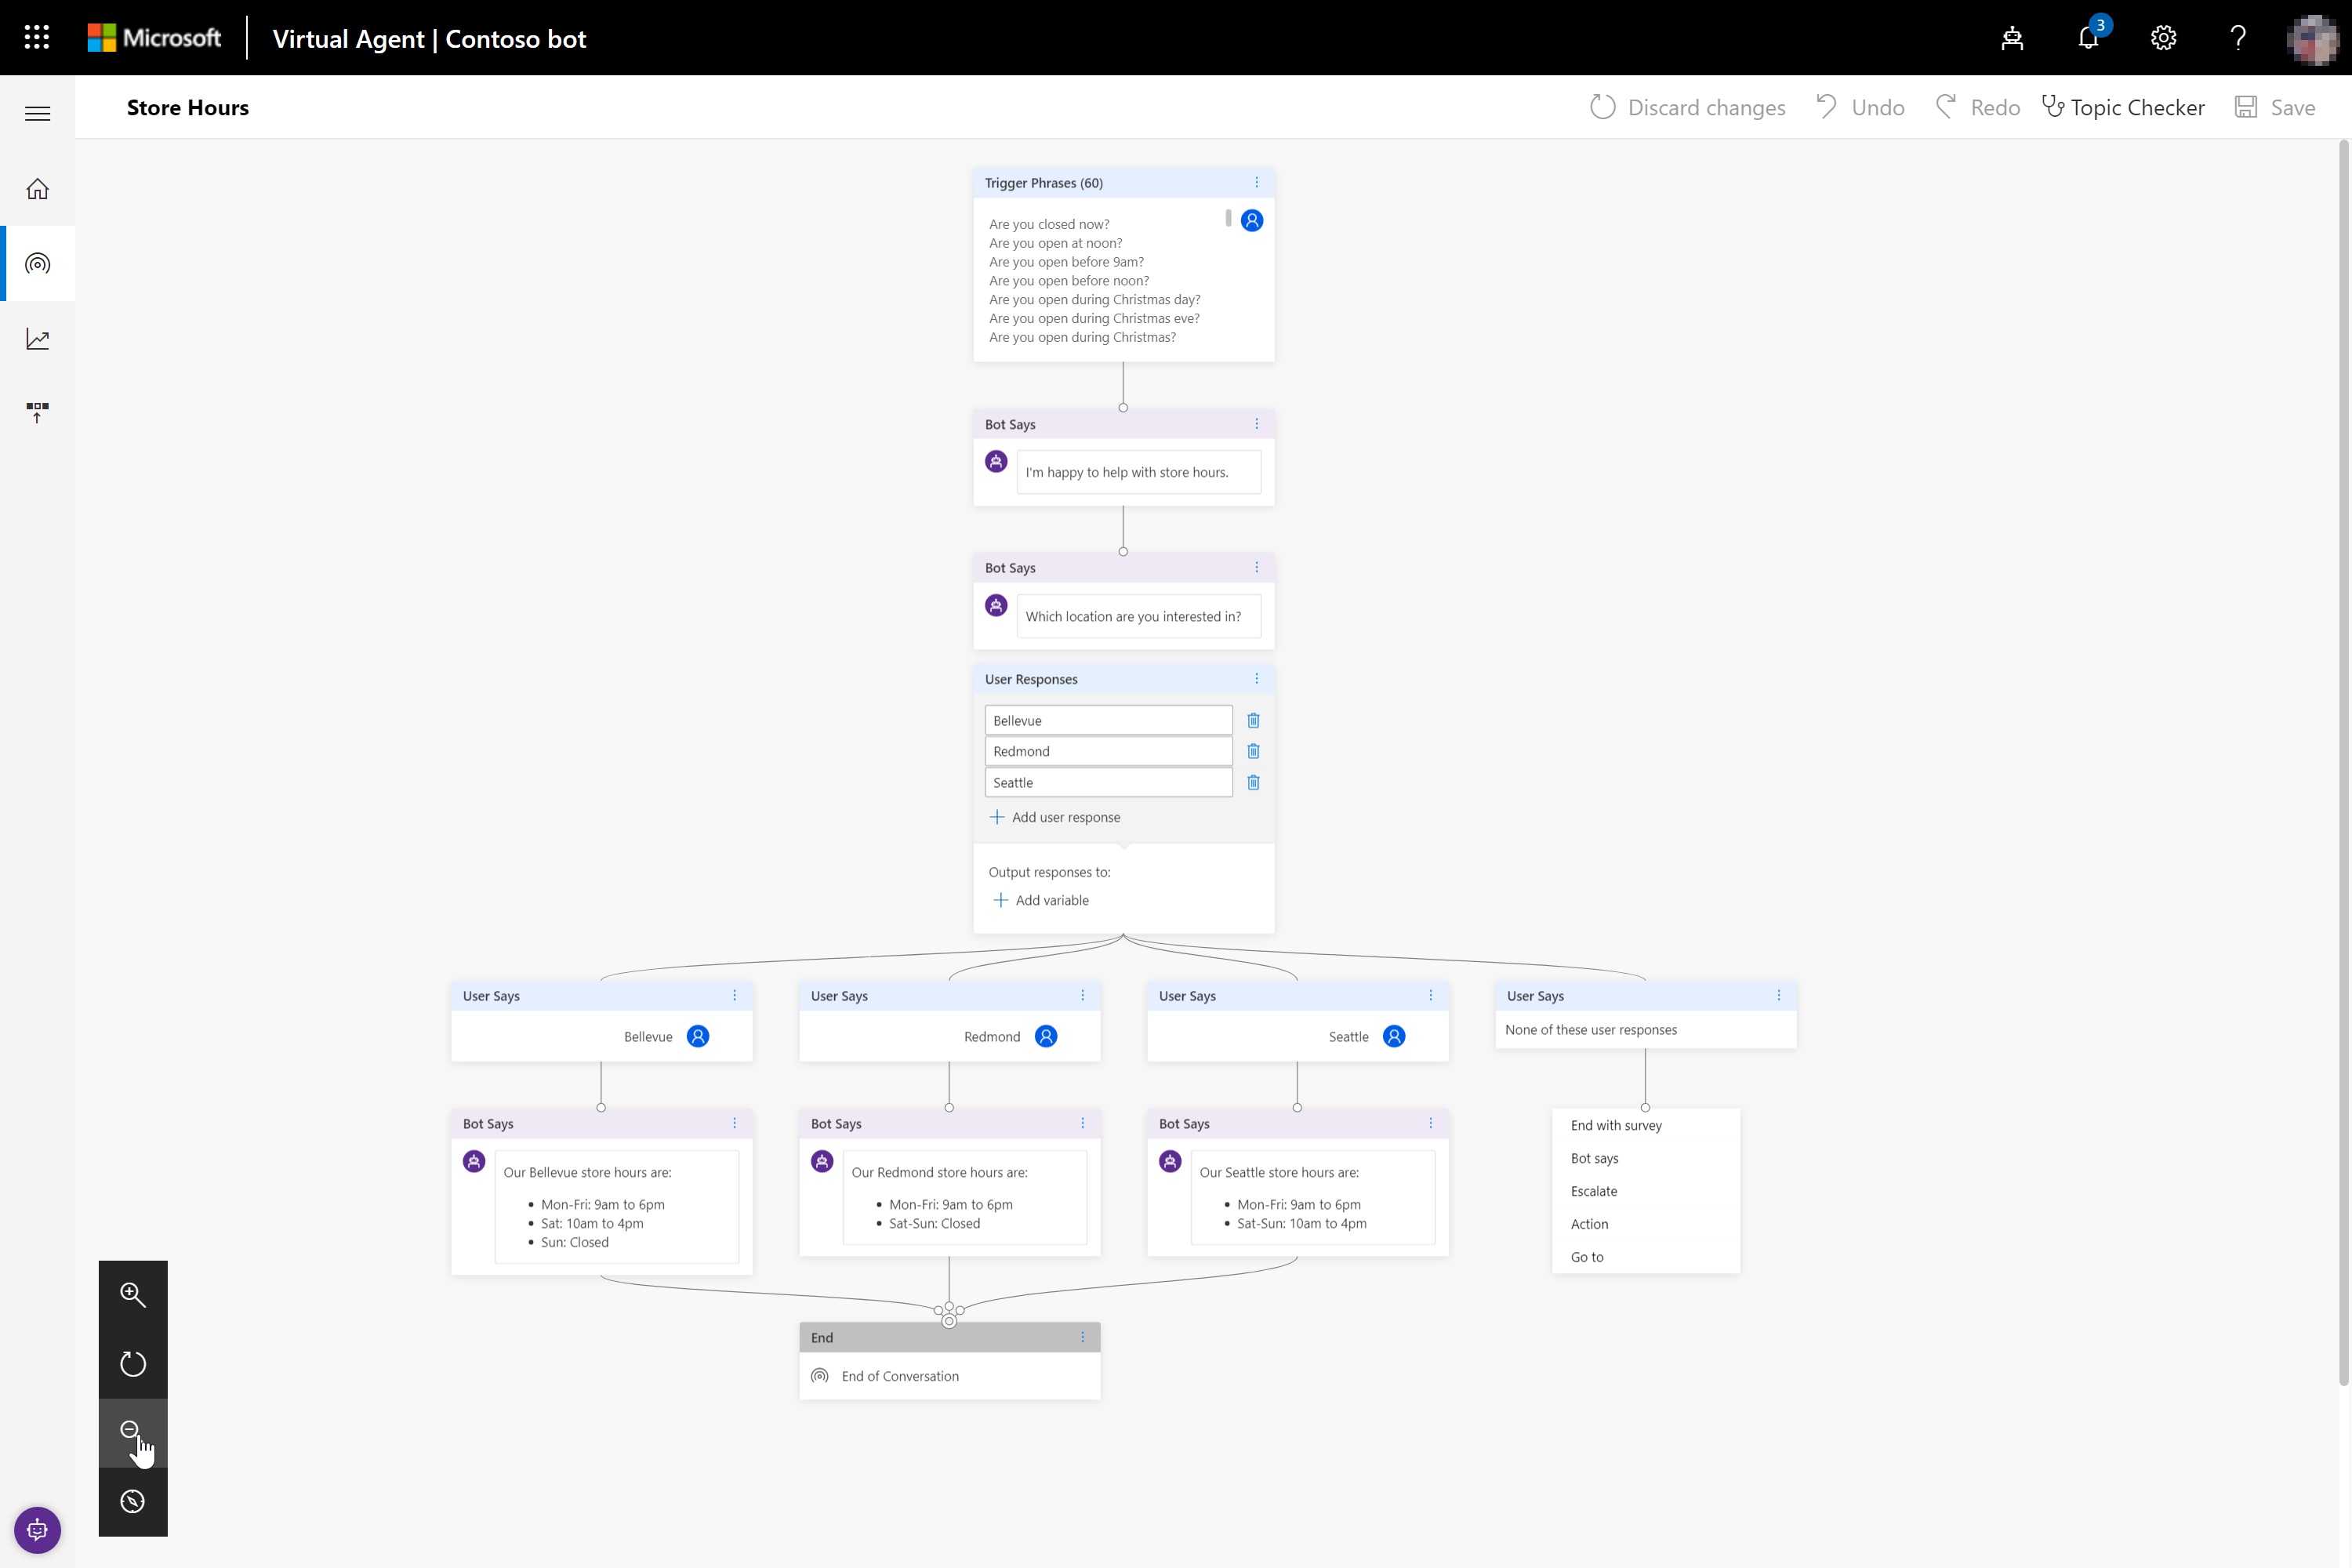 Microsoft
Virtual Agent | Contoso bot
3
Store Hours
Discard changes
Undo
Redo
Topic Checker
Save
Trigger Phrases (60)
Are you closed now?
Are you open at noon?
Are you open before 9am?
Are you open before noon?
Are you open during Christmas day?
Are you open during Christmas eve?
Are you open during Christmas?
Bot Says
I'm happy to help with store hours.
Bot Says
Which location are you interested in?
User Responses
Bellevue
Redmond
Seattle
Add user response
Output responses to:
Add variable
User Says
Bellevue
User Says
Redmond
User Says
Seattle
User Says
None of these user responses
Bot Says
Our Bellevue store hours are:
• Mon-Fri: 9am to 6pm
• Sat: 10am to 4pm
• Sun: Closed
Bot Says
Our Redmond store hours are:
• Mon-Fri: 9am to 6pm
• Sat-Sun: Closed
Bot Says
Our Seattle store hours are:
• Mon-Fri: 9am to 6pm
• Sat-Sun: 10am to 4pm
End with survey
Bot says
Escalate
Action
Go to
End
End of Conversation